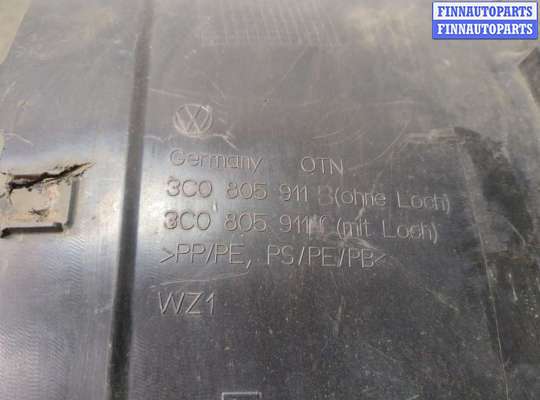 FINNAUTOPARTS
FINNAUTOPARTS
Germany OTN
3C0 805 911 B(ohne Loch)
3C0 805 911 (mit Loch)
>PP/PE, PS/PE/PB<
WZ1